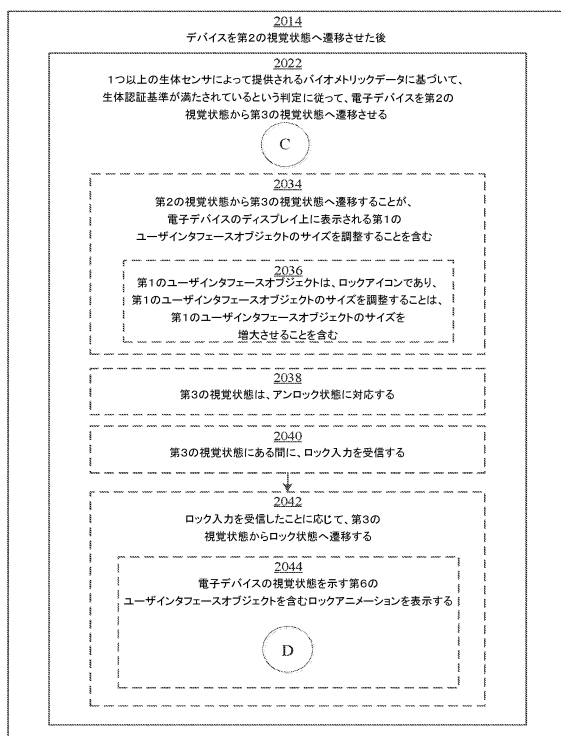 2014
デバイスを第2の視覚状態へ遷移させた後
2022
1つ以上の生体センサによって提供されるバイオメトリックデータに基づいて、
生体認証基準が満たされているという判定に従って、電子デバイスを第2の
視覚状態から第3の視覚状態へ遷移させる
C
2034
第2の視覚状態から第3の視覚状態へ遷移することが、
電子デバイスのディスプレイ上に表示される第1の
ユーザインタフェースオブジェクトのサイズを調整することを含む
2036
第1のユーザインタフェースオブジェクトは、ロックアイコンであり、
第1のユーザインタフェースオブジェクトのサイズを調整することは、
第1のユーザインタフェースオブジェクトのサイズを
増大させることを含む
2038
第3の視覚状態は、アンロック状態に対応する
2040
第3の視覚状態にある間に、ロック入力を受信する
2042
ロック入力を受信したことに応じて、第3の
視覚状態からロック状態へ遷移する
2044
電子デバイスの視覚状態を示す第6の
ユーザインタフェースオブジェクトを含むロックアニメーションを表示する
D